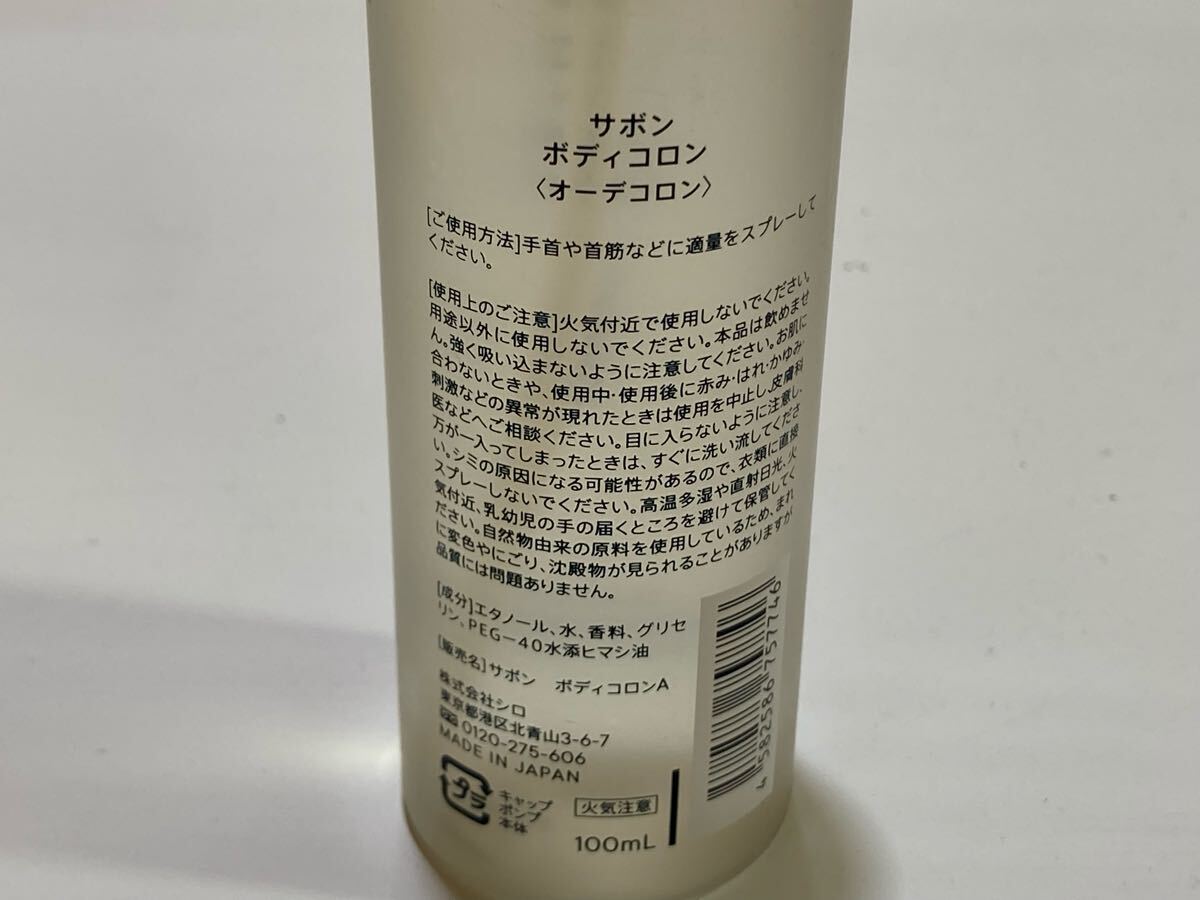 サボン
ボディコロン
〈オーデコロン〉
[ご使用方法]手首や首筋などに適量をスプレーして
ください。
[使用上のご注意]火気付近で使用しないでください。
用途以外に使用しないでください。本品は飲めませ
ん。強く吸い込まないように注意してください。お肌に
合わないときや、使用中・使用後に赤み・はれ・かゆみ・
刺激などの異常が現れたときは使用を中止し、皮膚科
医などへご相談ください。目に入らないように注意し、
万が一入ってしまったときは、すぐに洗い流してくださ
い。シミの原因になる可能性があるので、衣類に直接
スプレーしないでください。高温多湿や直射日光、火
気付近、乳幼児の手の届くところを避けて保管してく
ださい。自然物由来の原料を使用しているため、まれ
に変色やにごり、沈殿物が見られることがありますが
品質には問題ありません。
[成分]エタノール、水、香料、グリセ
リン、PEG−40水添ヒマシ油
[販売名]サボン　ボディコロンA
株式会社シロ
東京都港区北青山3-6-7
0120-275-606
MADE IN JAPAN
プラ
キャップ
ポンプ
本体
火気注意
100mL
4 582586 757746